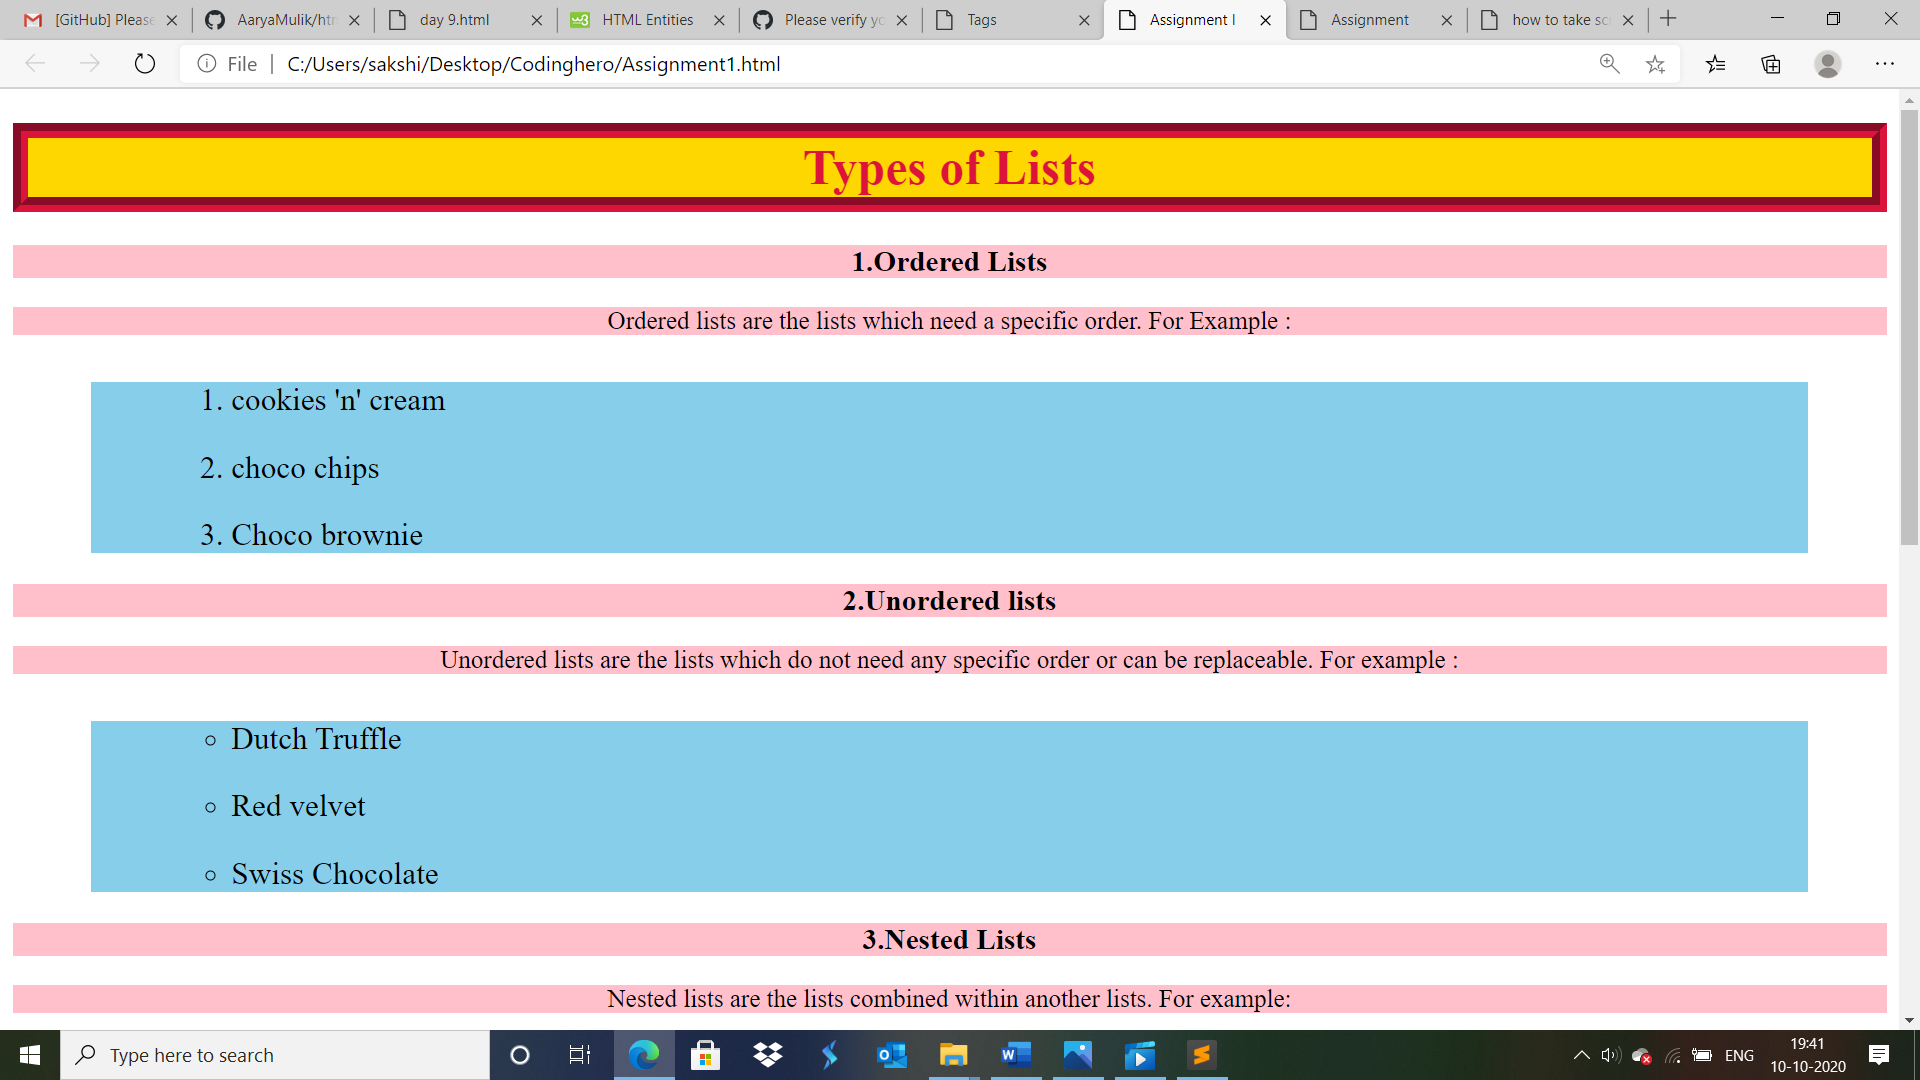 [GitHub] Please
AaryaMulik/htm
day 9.html
HTML Entities
Please verify yo
Tags
Assignment I
Assignment
how to take scr
File
C:/Users/sakshi/Desktop/Codinghero/Assignment1.html
Types of Lists
1.Ordered Lists
Ordered lists are the lists which need a specific order. For Example :
1. cookies 'n' cream
2. choco chips
3. Choco brownie
2.Unordered lists
Unordered lists are the lists which do not need any specific order or can be replaceable. For example :
Dutch Truffle
Red velvet
Swiss Chocolate
3.Nested Lists
Nested lists are the lists combined within another lists. For example:
Type here to search
ENG
19:41
10-10-2020